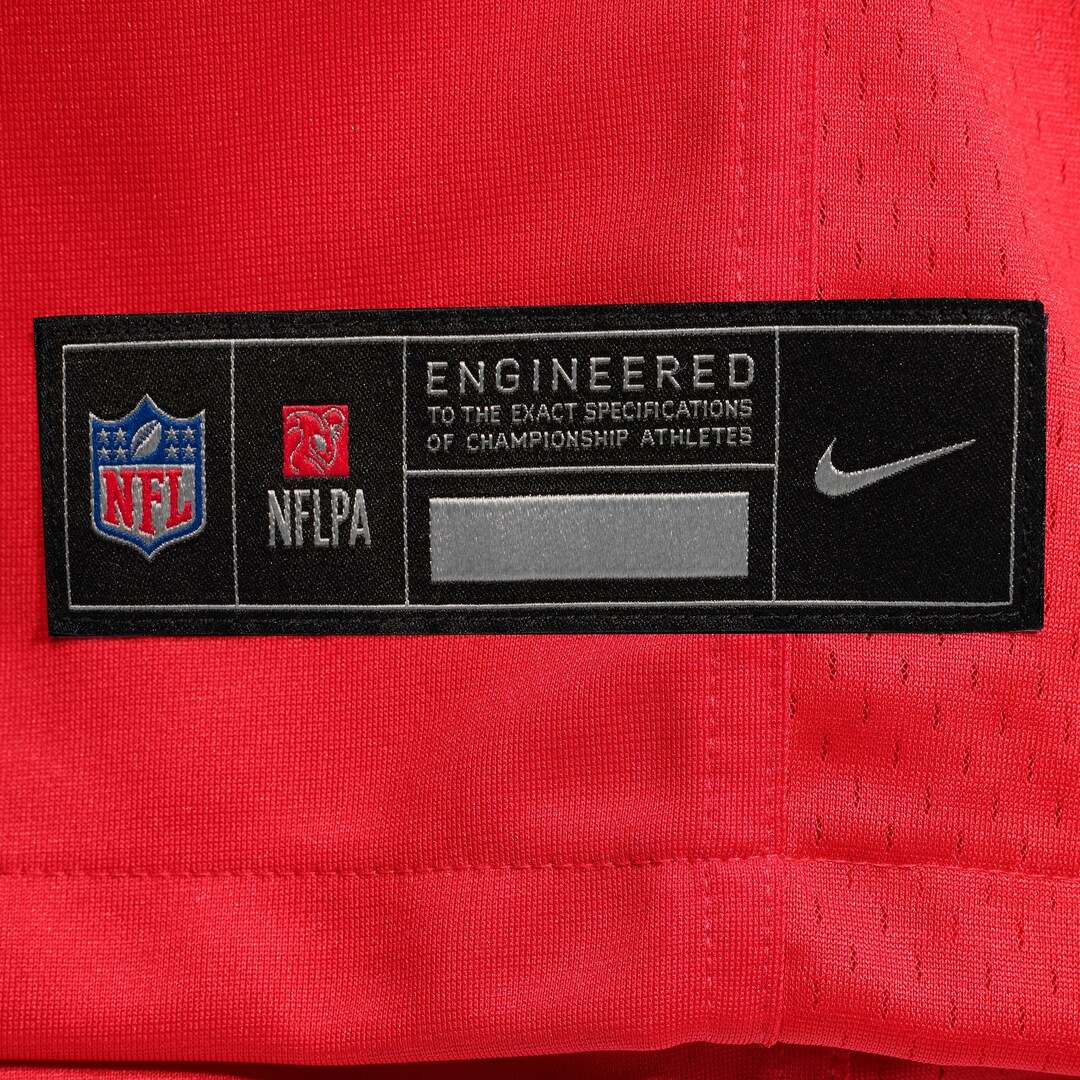 NFL
NFLPA
ENGINEERED
TO THE EXACT SPECIFICATIONS
OF CHAMPIONSHIP ATHLETES